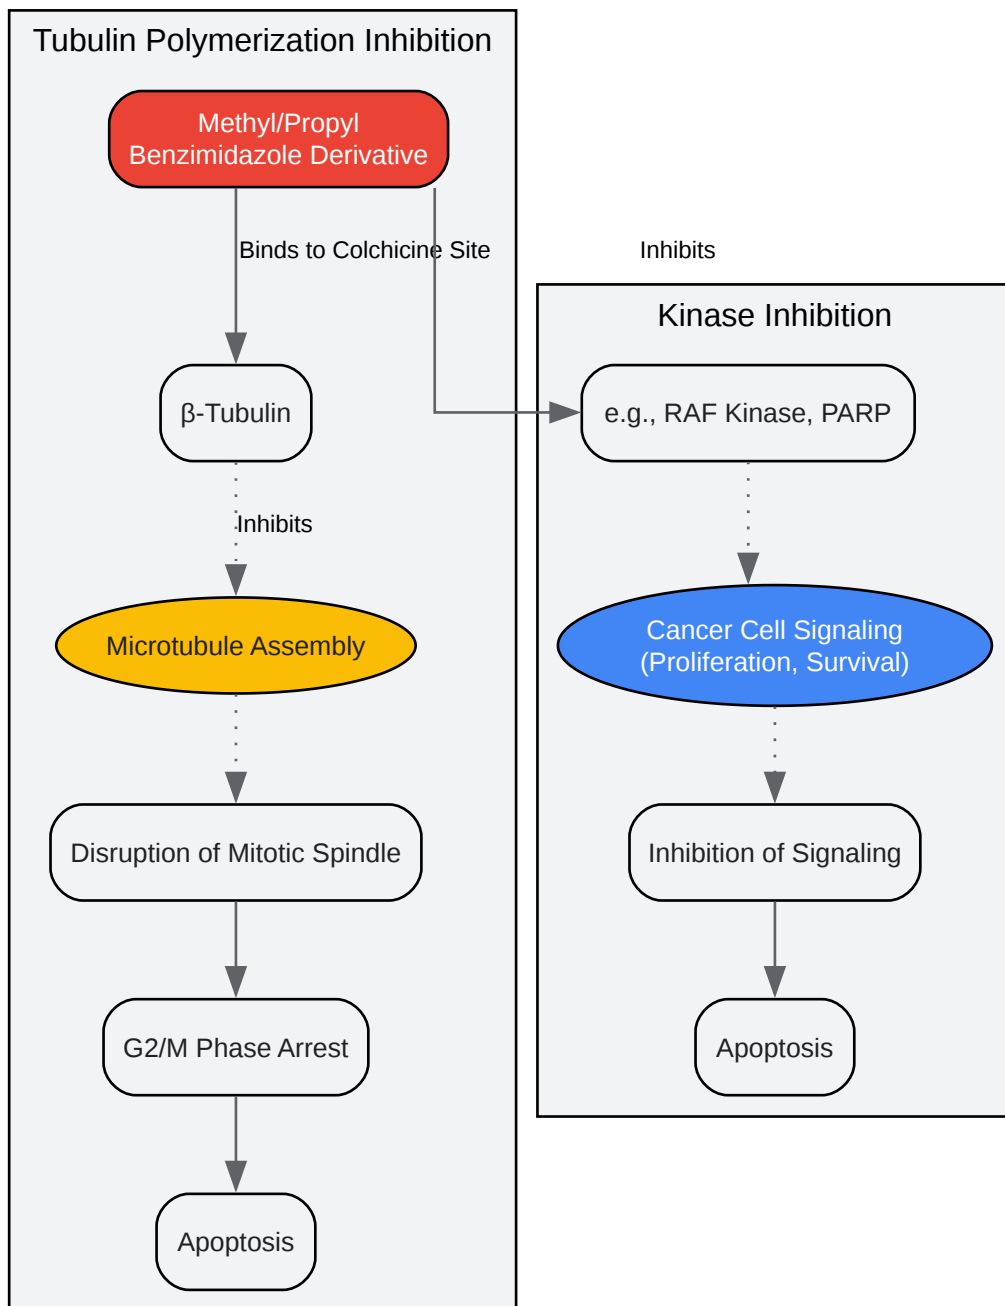 Tubulin Polymerization Inhibition
Methyl/Propyl
Benzimidazole Derivative
Binds to Colchicine Site
Inhibits
Kinase Inhibition
β-Tubulin
e.g., RAF Kinase, PARP
Inhibits
Microtubule Assembly
Cancer Cell Signaling
(Proliferation, Survival)
Disruption of Mitotic Spindle
Inhibition of Signaling
G2/M Phase Arrest
Apoptosis
Apoptosis